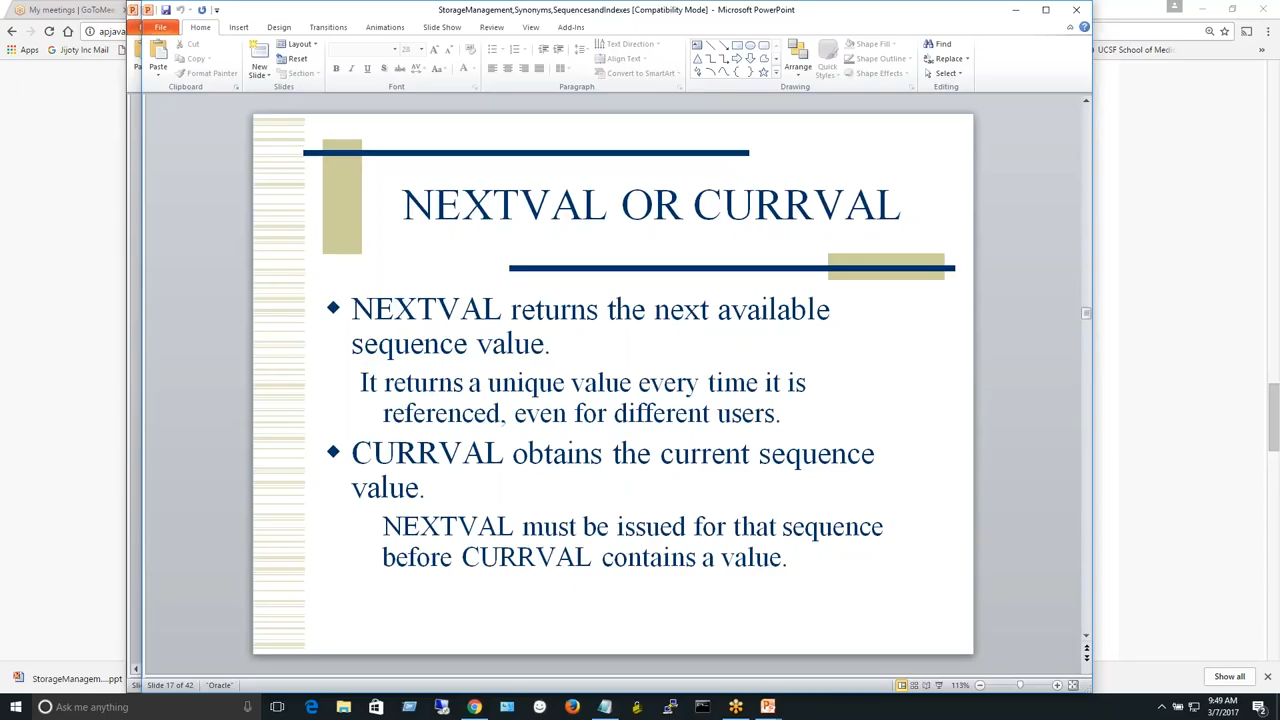 My meetings | GoToMee
StorageManagement,Synonyms,SequencesandIndexes [Compatibility Mode] - Microsoft PowerPoint
File Home Insert Design Transitions Animations Slide Show Review View Add-Ins
apjava
Apps Gjity BizMail
UCSF School of Medic
Paste
Cut
Copy
Format Painter
Clipboard
New
Slide
Layout
Reset
Section
Slides
28
Font
Text Direction
Align Text
Convert to SmartArt
Paragraph
Arrange
Quick
Styles
Shape Fill
Shape Outline
Shape Effects
Drawing
Find
Replace
Select
Editing
NEXTVAL OR CURRVAL
NEXTVAL returns the next available
sequence value.
It returns a unique value every time it is
referenced, even for different users.
CURRVAL obtains the current sequence
value.
NEXTVAL must be issued for that sequence
before CURRVAL contains a value.
StorageManagem....ppt
Slide 17 of 42 "Oracle" 113%
Show all
Ask me anything
9:49 AM
3/7/2017